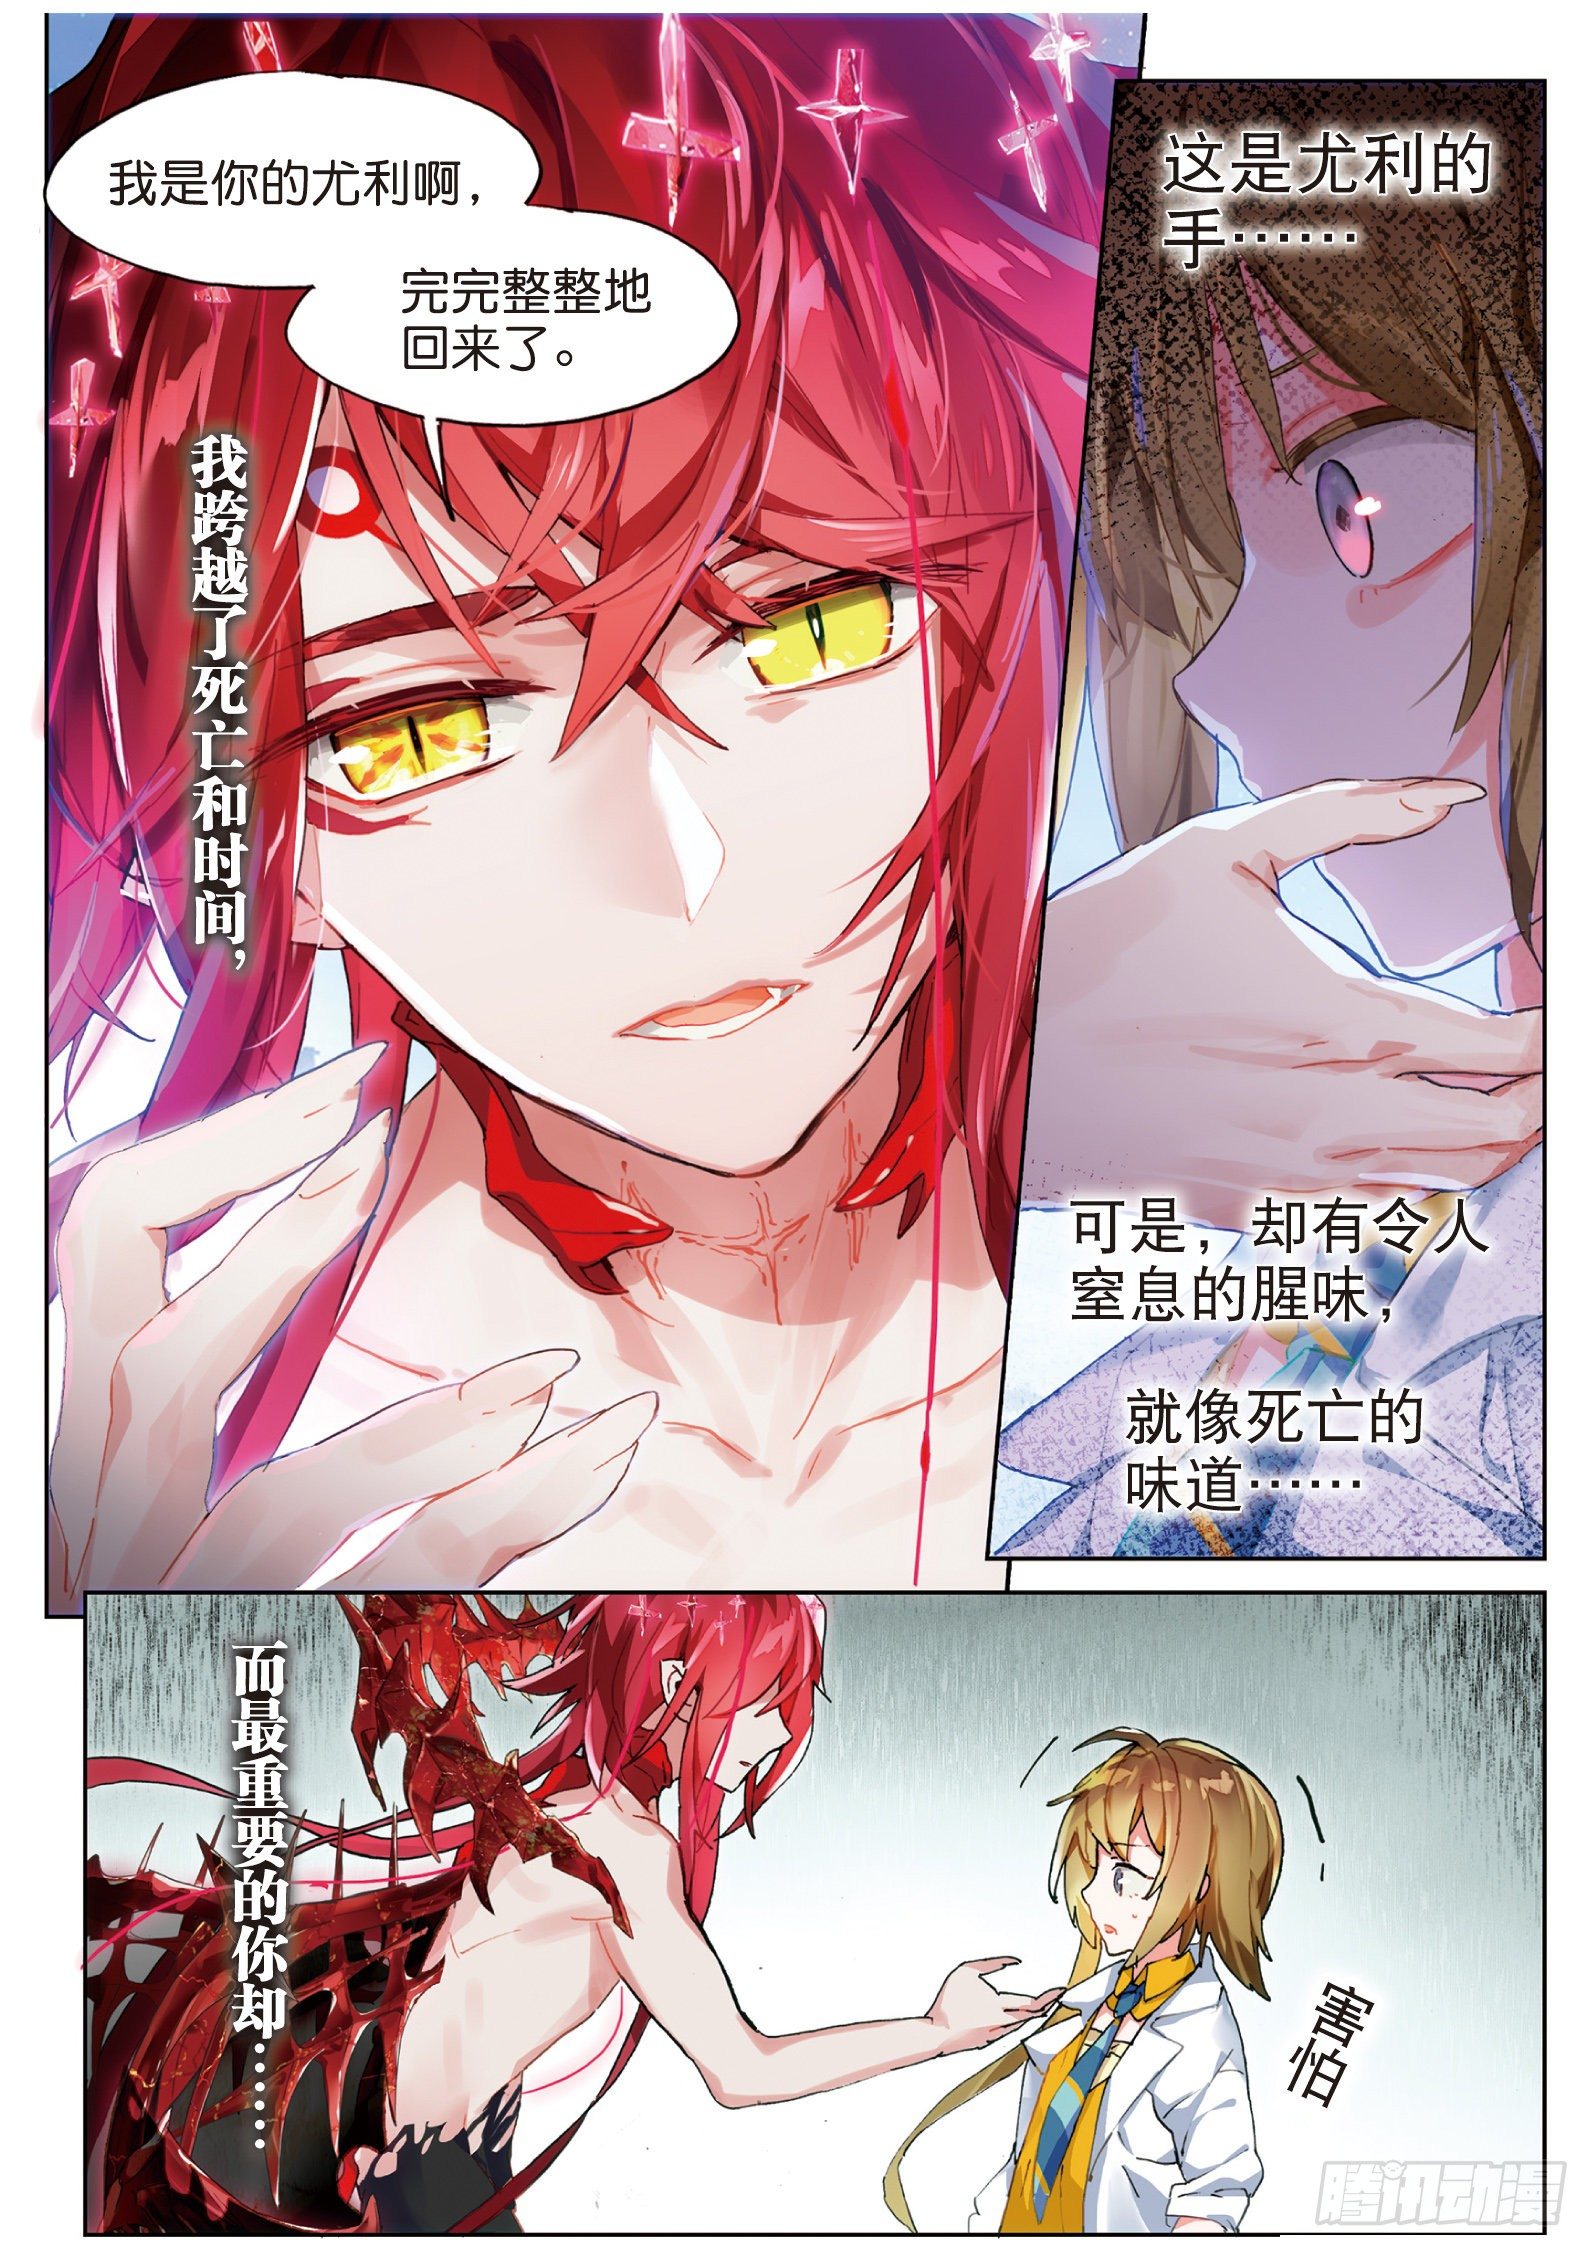 我是你的尤利啊，
完完整整地
回来了。
我跨越了死亡和时间，
这是尤利的
手……
可是，却有令人
窒息的腥味，
就像死亡的
味道……
而最重要的你却……
害怕
腾讯动漫